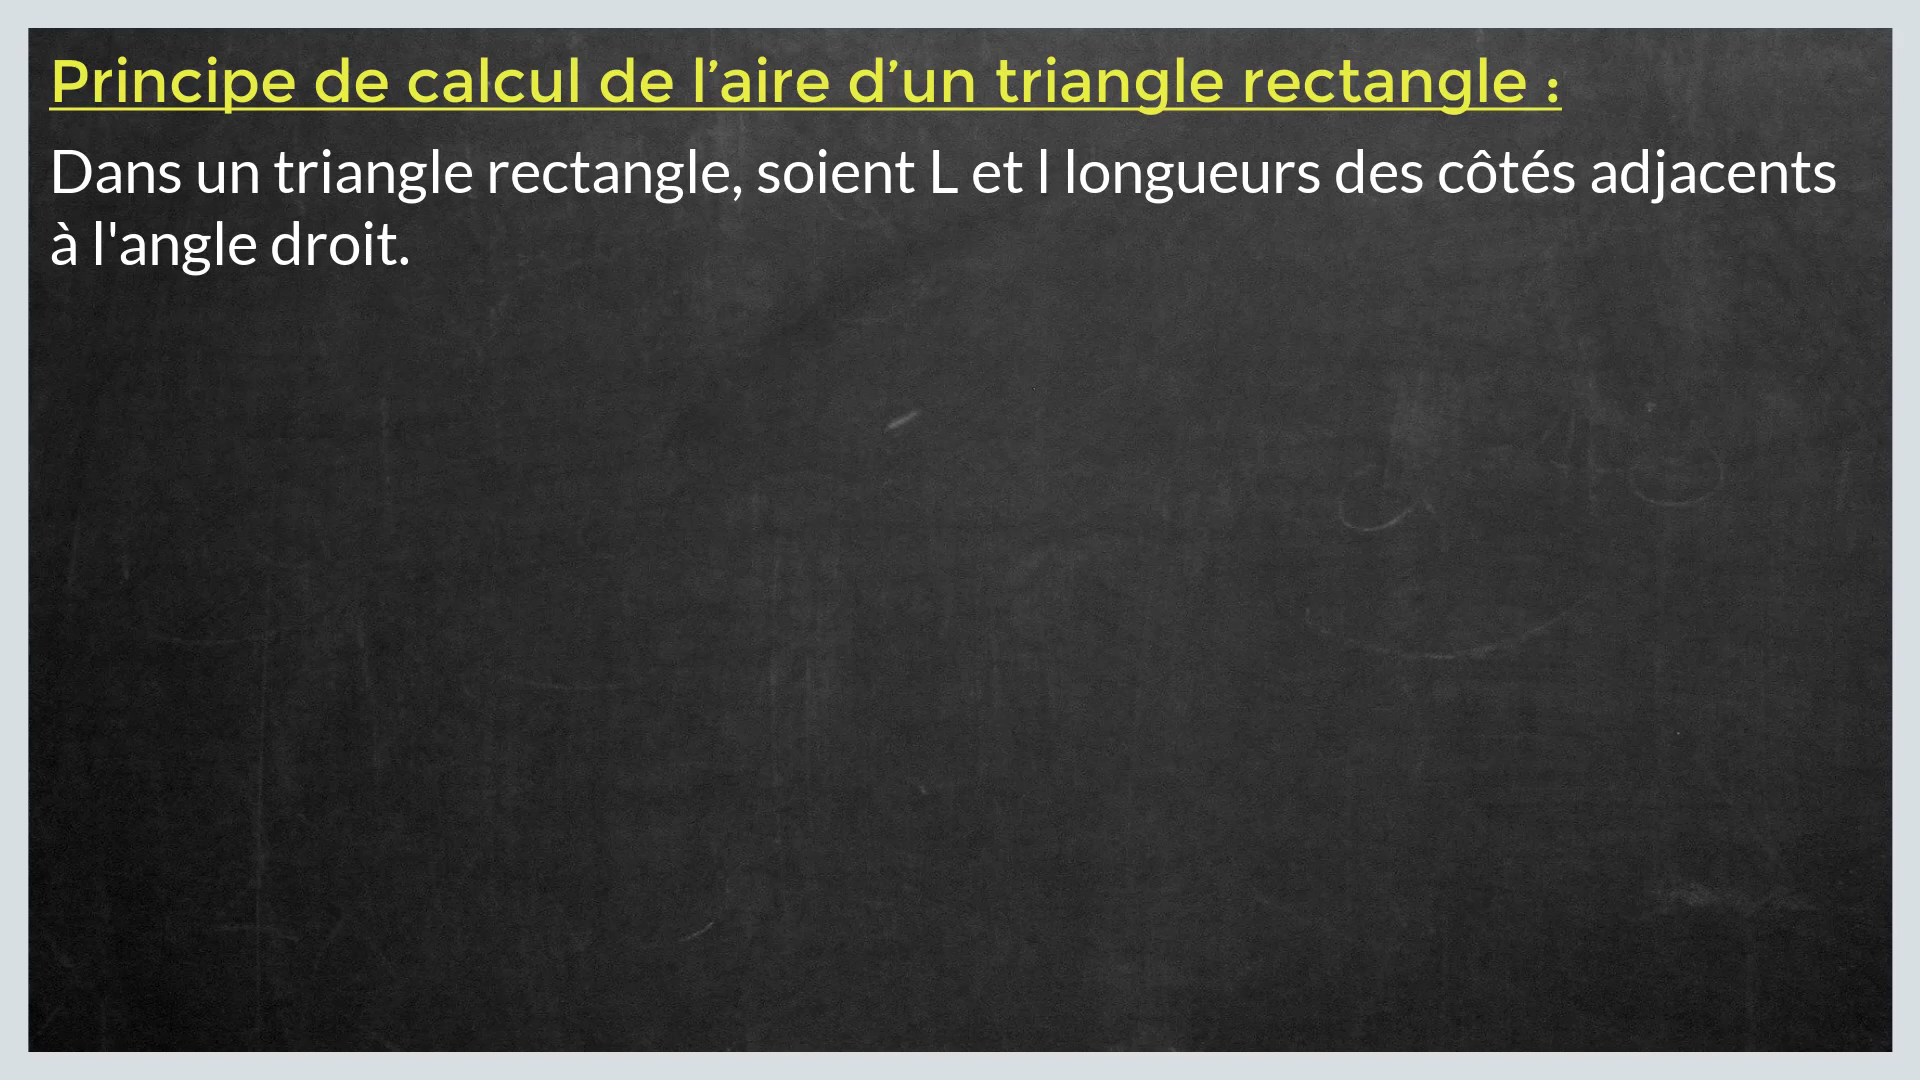 Principe de calcul de l’aire d’un triangle rectangle :
Dans un triangle rectangle, soient L et l longueurs des côtés adjacents
à l'angle droit.